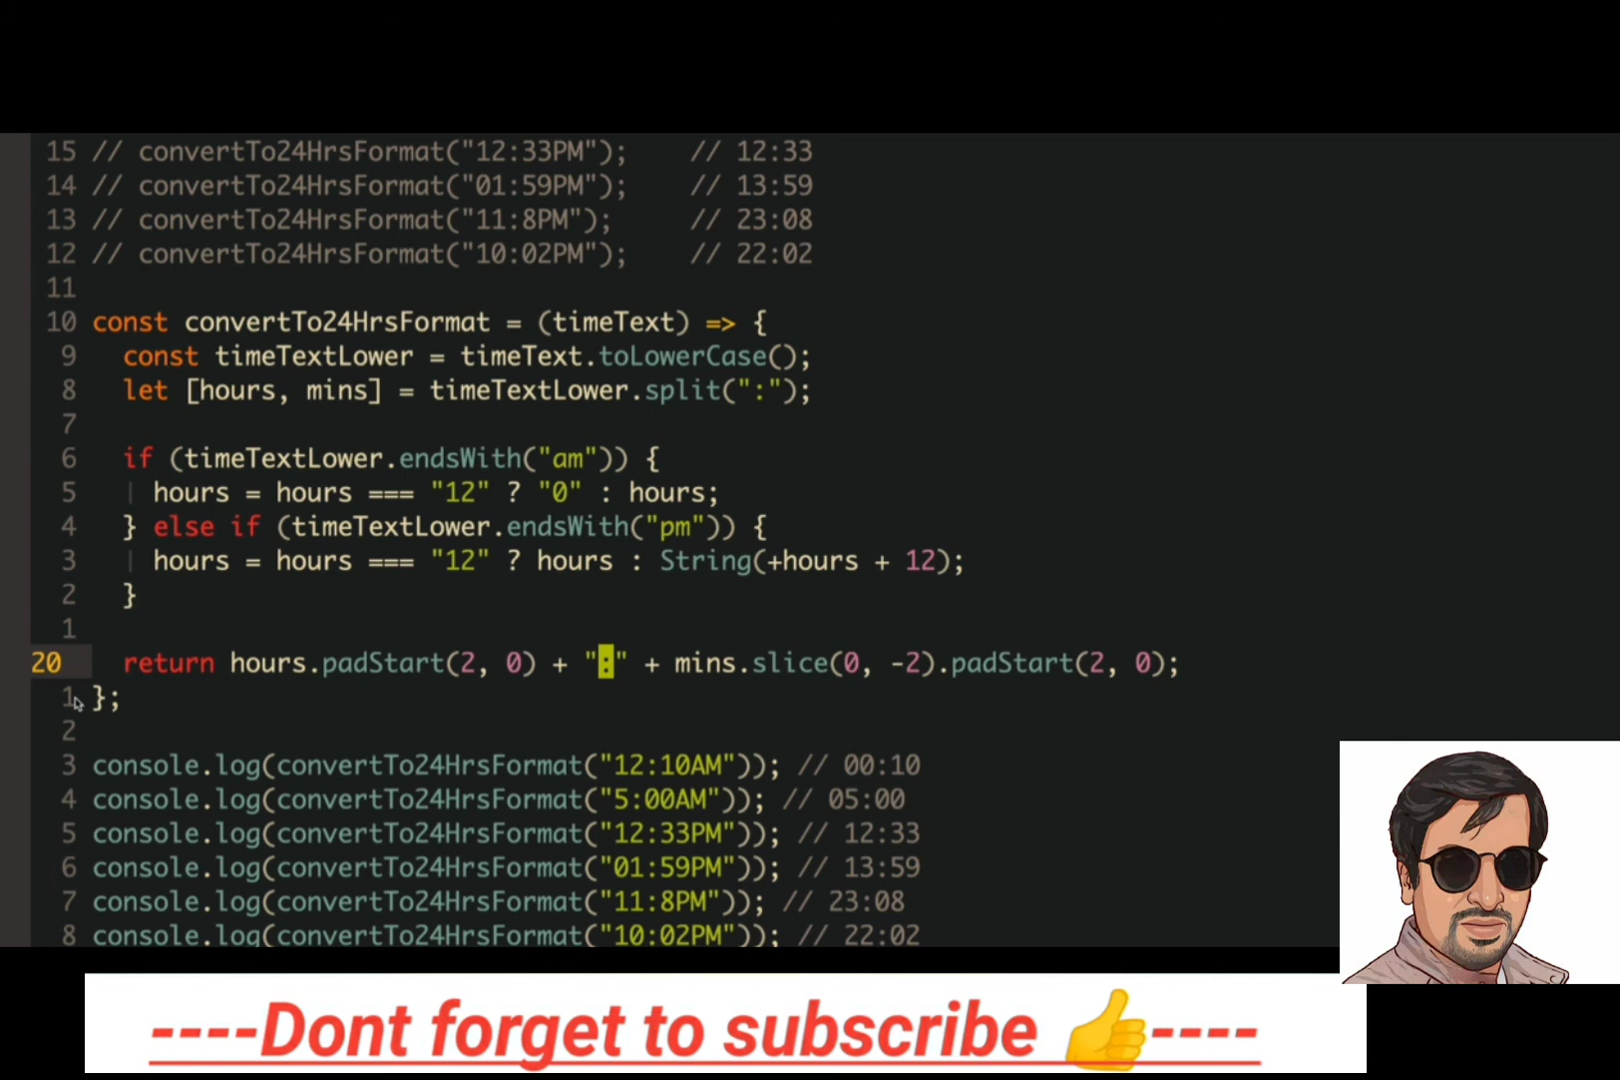 15 // convertTo24HrsFormat("12:33PM");    // 12:33
14 // convertTo24HrsFormat("01:59PM");    // 13:59
13 // convertTo24HrsFormat("11:8PM");     // 23:08
12 // convertTo24HrsFormat("10:02PM");    // 22:02
11
10 const convertTo24HrsFormat = (timeText) => {
9   const timeTextLower = timeText.toLowerCase();
8   let [hours, mins] = timeTextLower.split(":");
7
6   if (timeTextLower.endsWith("am")) {
5     hours = hours === "12" ? "0" : hours;
4   } else if (timeTextLower.endsWith("pm")) {
3     hours = hours === "12" ? hours : String(+hours + 12);
2   }
1
20   return hours.padStart(2, 0) + ":" + mins.slice(0, -2).padStart(2, 0);
1 };
2
3 console.log(convertTo24HrsFormat("12:10AM")); // 00:10
4 console.log(convertTo24HrsFormat("5:00AM")); // 05:00
5 console.log(convertTo24HrsFormat("12:33PM")); // 12:33
6 console.log(convertTo24HrsFormat("01:59PM")); // 13:59
7 console.log(convertTo24HrsFormat("11:8PM")); // 23:08
8 console.log(convertTo24HrsFormat("10:02PM")); // 22:02
----Dont forget to subscribe 👍----